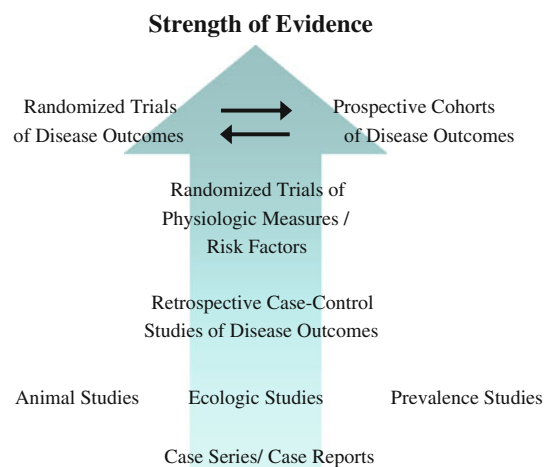 Strength of Evidence
Randomized Trials
of Disease Outcomes
Prospective Cohorts
of Disease Outcomes
Randomized Trials of
Physiologic Measures /
Risk Factors
Retrospective Case-Control
Studies of Disease Outcomes
Animal Studies
Ecologic Studies
Prevalence Studies
Case Series/ Case Reports